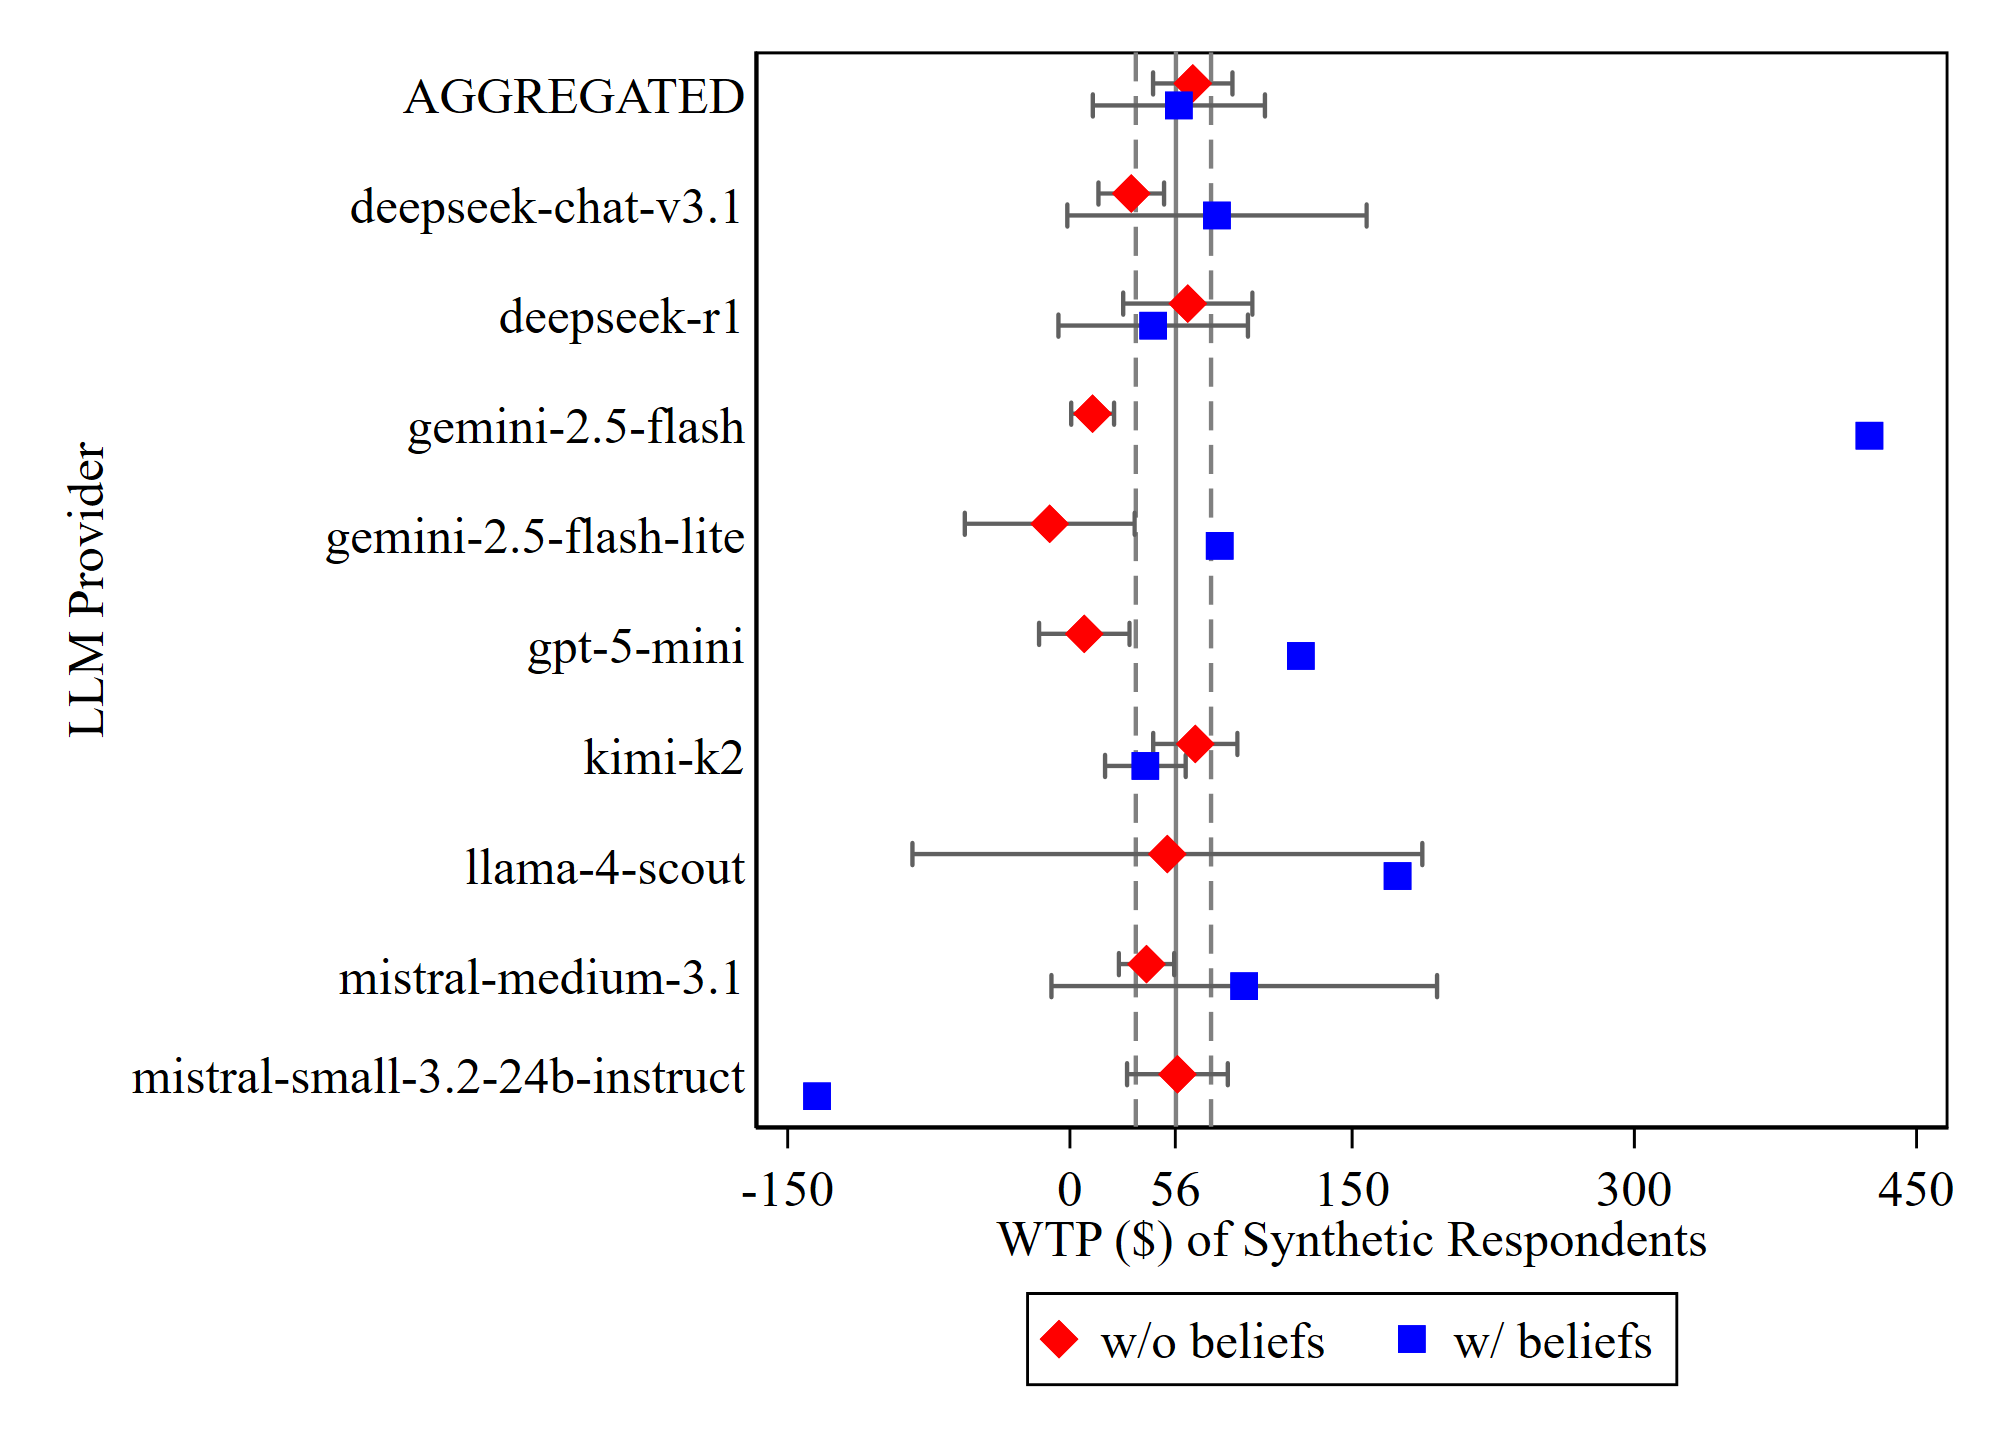 AGGREGATED
deepseek-chat-v3.1
deepseek-r1
gemini-2.5-flash
gemini-2.5-flash-lite
gpt-5-mini
kimi-k2
llama-4-scout
mistral-medium-3.1
mistral-small-3.2-24b-instruct
LLM Provider
-150 0 56 150 300 450
WTP ($) of Synthetic Respondents
w/o beliefs w/ beliefs